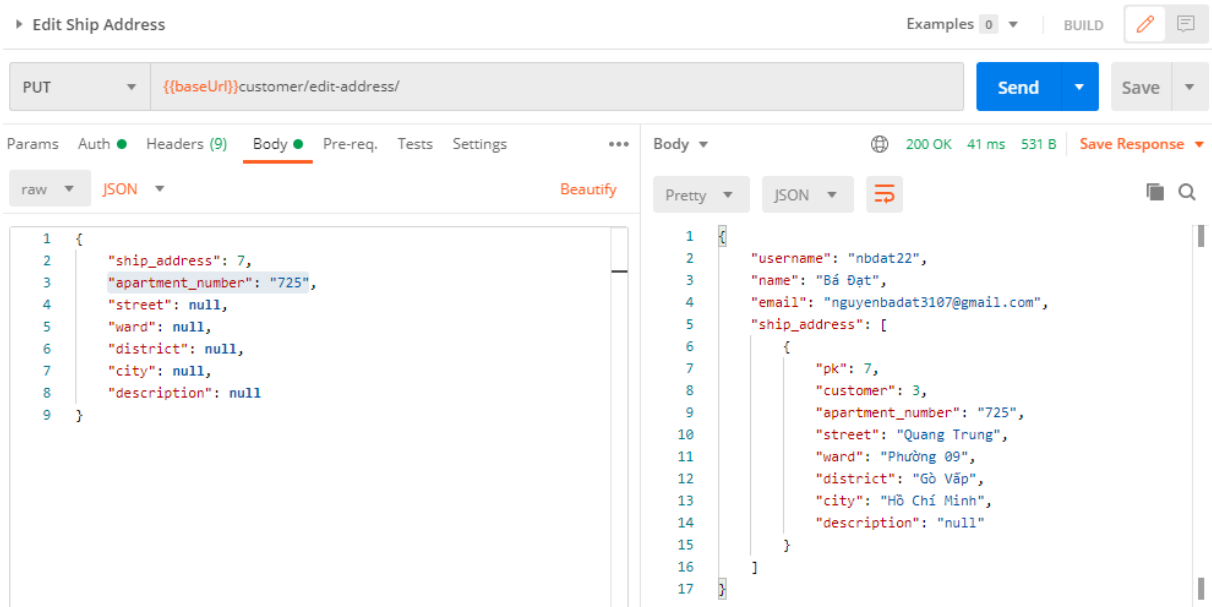 Edit Ship Address
Examples 0
BUILD
PUT
{{baseUrl}}customer/edit-address/
Send
Save
Params Auth Headers (9) Body Pre-req. Tests Settings
raw JSON Beautify
1 {
2 "ship_address": 7,
3 "apartment_number": "725",
4 "street": null,
5 "ward": null,
6 "district": null,
7 "city": null,
8 "description": null
9 }
Body 200 OK 41 ms 531 B Save Response
Pretty JSON
1 {
2 "username": "nbdat22",
3 "name": "Bá Đạt",
4 "email": "nguyenbadat3107@gmail.com",
5 "ship_address": [
6 {
7 "pk": 7,
8 "customer": 3,
9 "apartment_number": "725",
10 "street": "Quang Trung",
11 "ward": "Phường 09",
12 "district": "Gò Vấp",
13 "city": "Hồ Chí Minh",
14 "description": "null"
15 }
16 ]
17 }